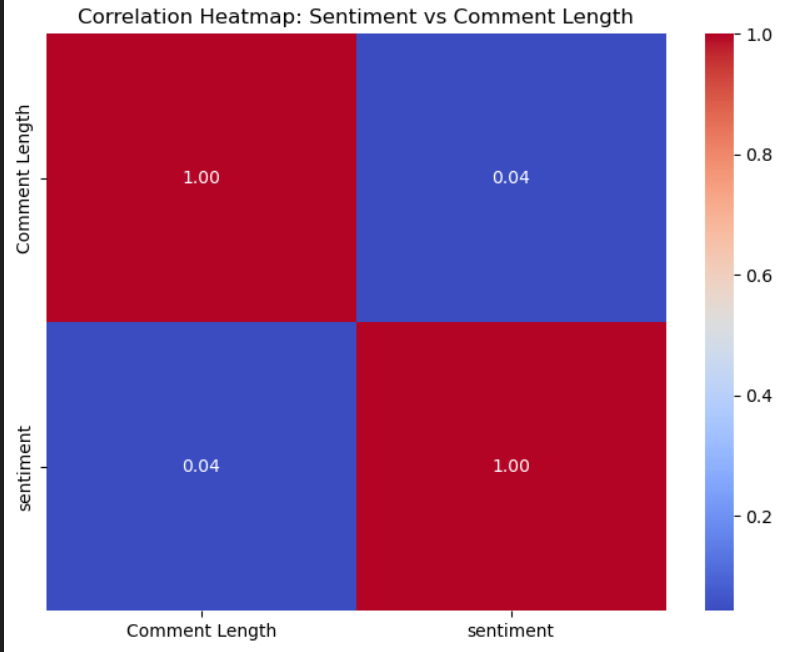 Correlation Heatmap: Sentiment vs Comment Length
Comment Length
1.00
0.04
sentiment
0.04
1.00
Comment Length
sentiment
1.0
0.8
0.6
0.4
0.2